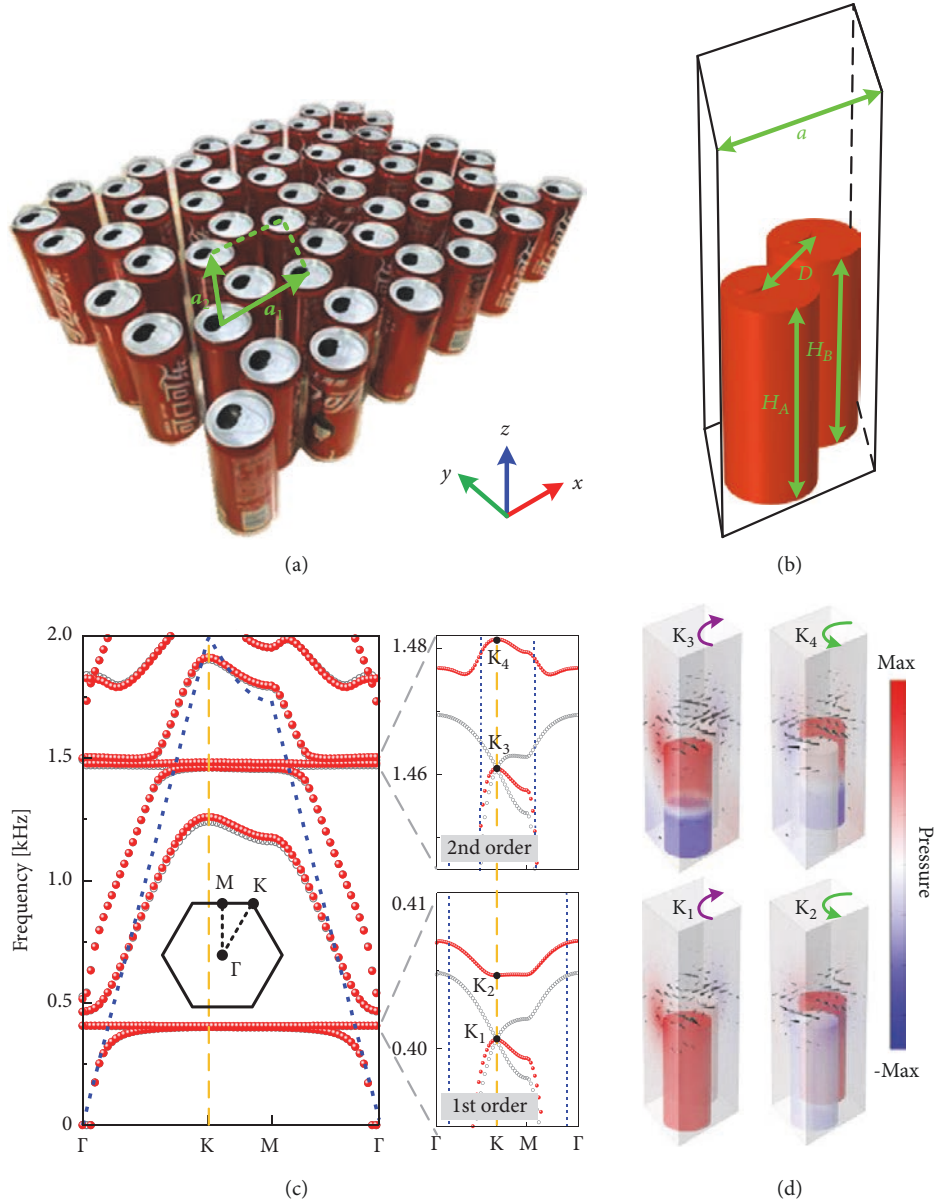 a₂
a₁
z
y
x
(a)
a
D
H_B
H_A
(b)
2.0
1.5
1.0
0.5
0
Frequency [kHz]
M
K
Γ
Γ
K
M
Γ
1.48
1.46
K₄
K₃
2nd order
0.41
0.40
K₂
K₁
1st order
Γ
K
M
Γ
(c)
K₃
K₄
K₁
K₂
Max
Pressure
-Max
(d)